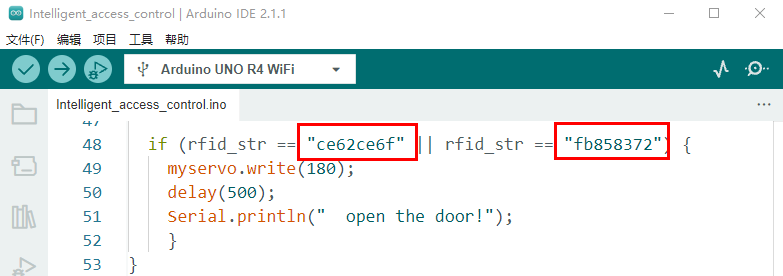 Intelligent_access_control | Arduino IDE 2.1.1
文件(F) 编辑 项目 工具 帮助
Arduino UNO R4 WiFi
Intelligent_access_control.ino ...
47
48 if (rfid_str == "ce62ce6f" || rfid_str == "fb858372") {
49 myservo.write(180);
50 delay(500);
51 Serial.println("  open the door!");
52 }
53 }